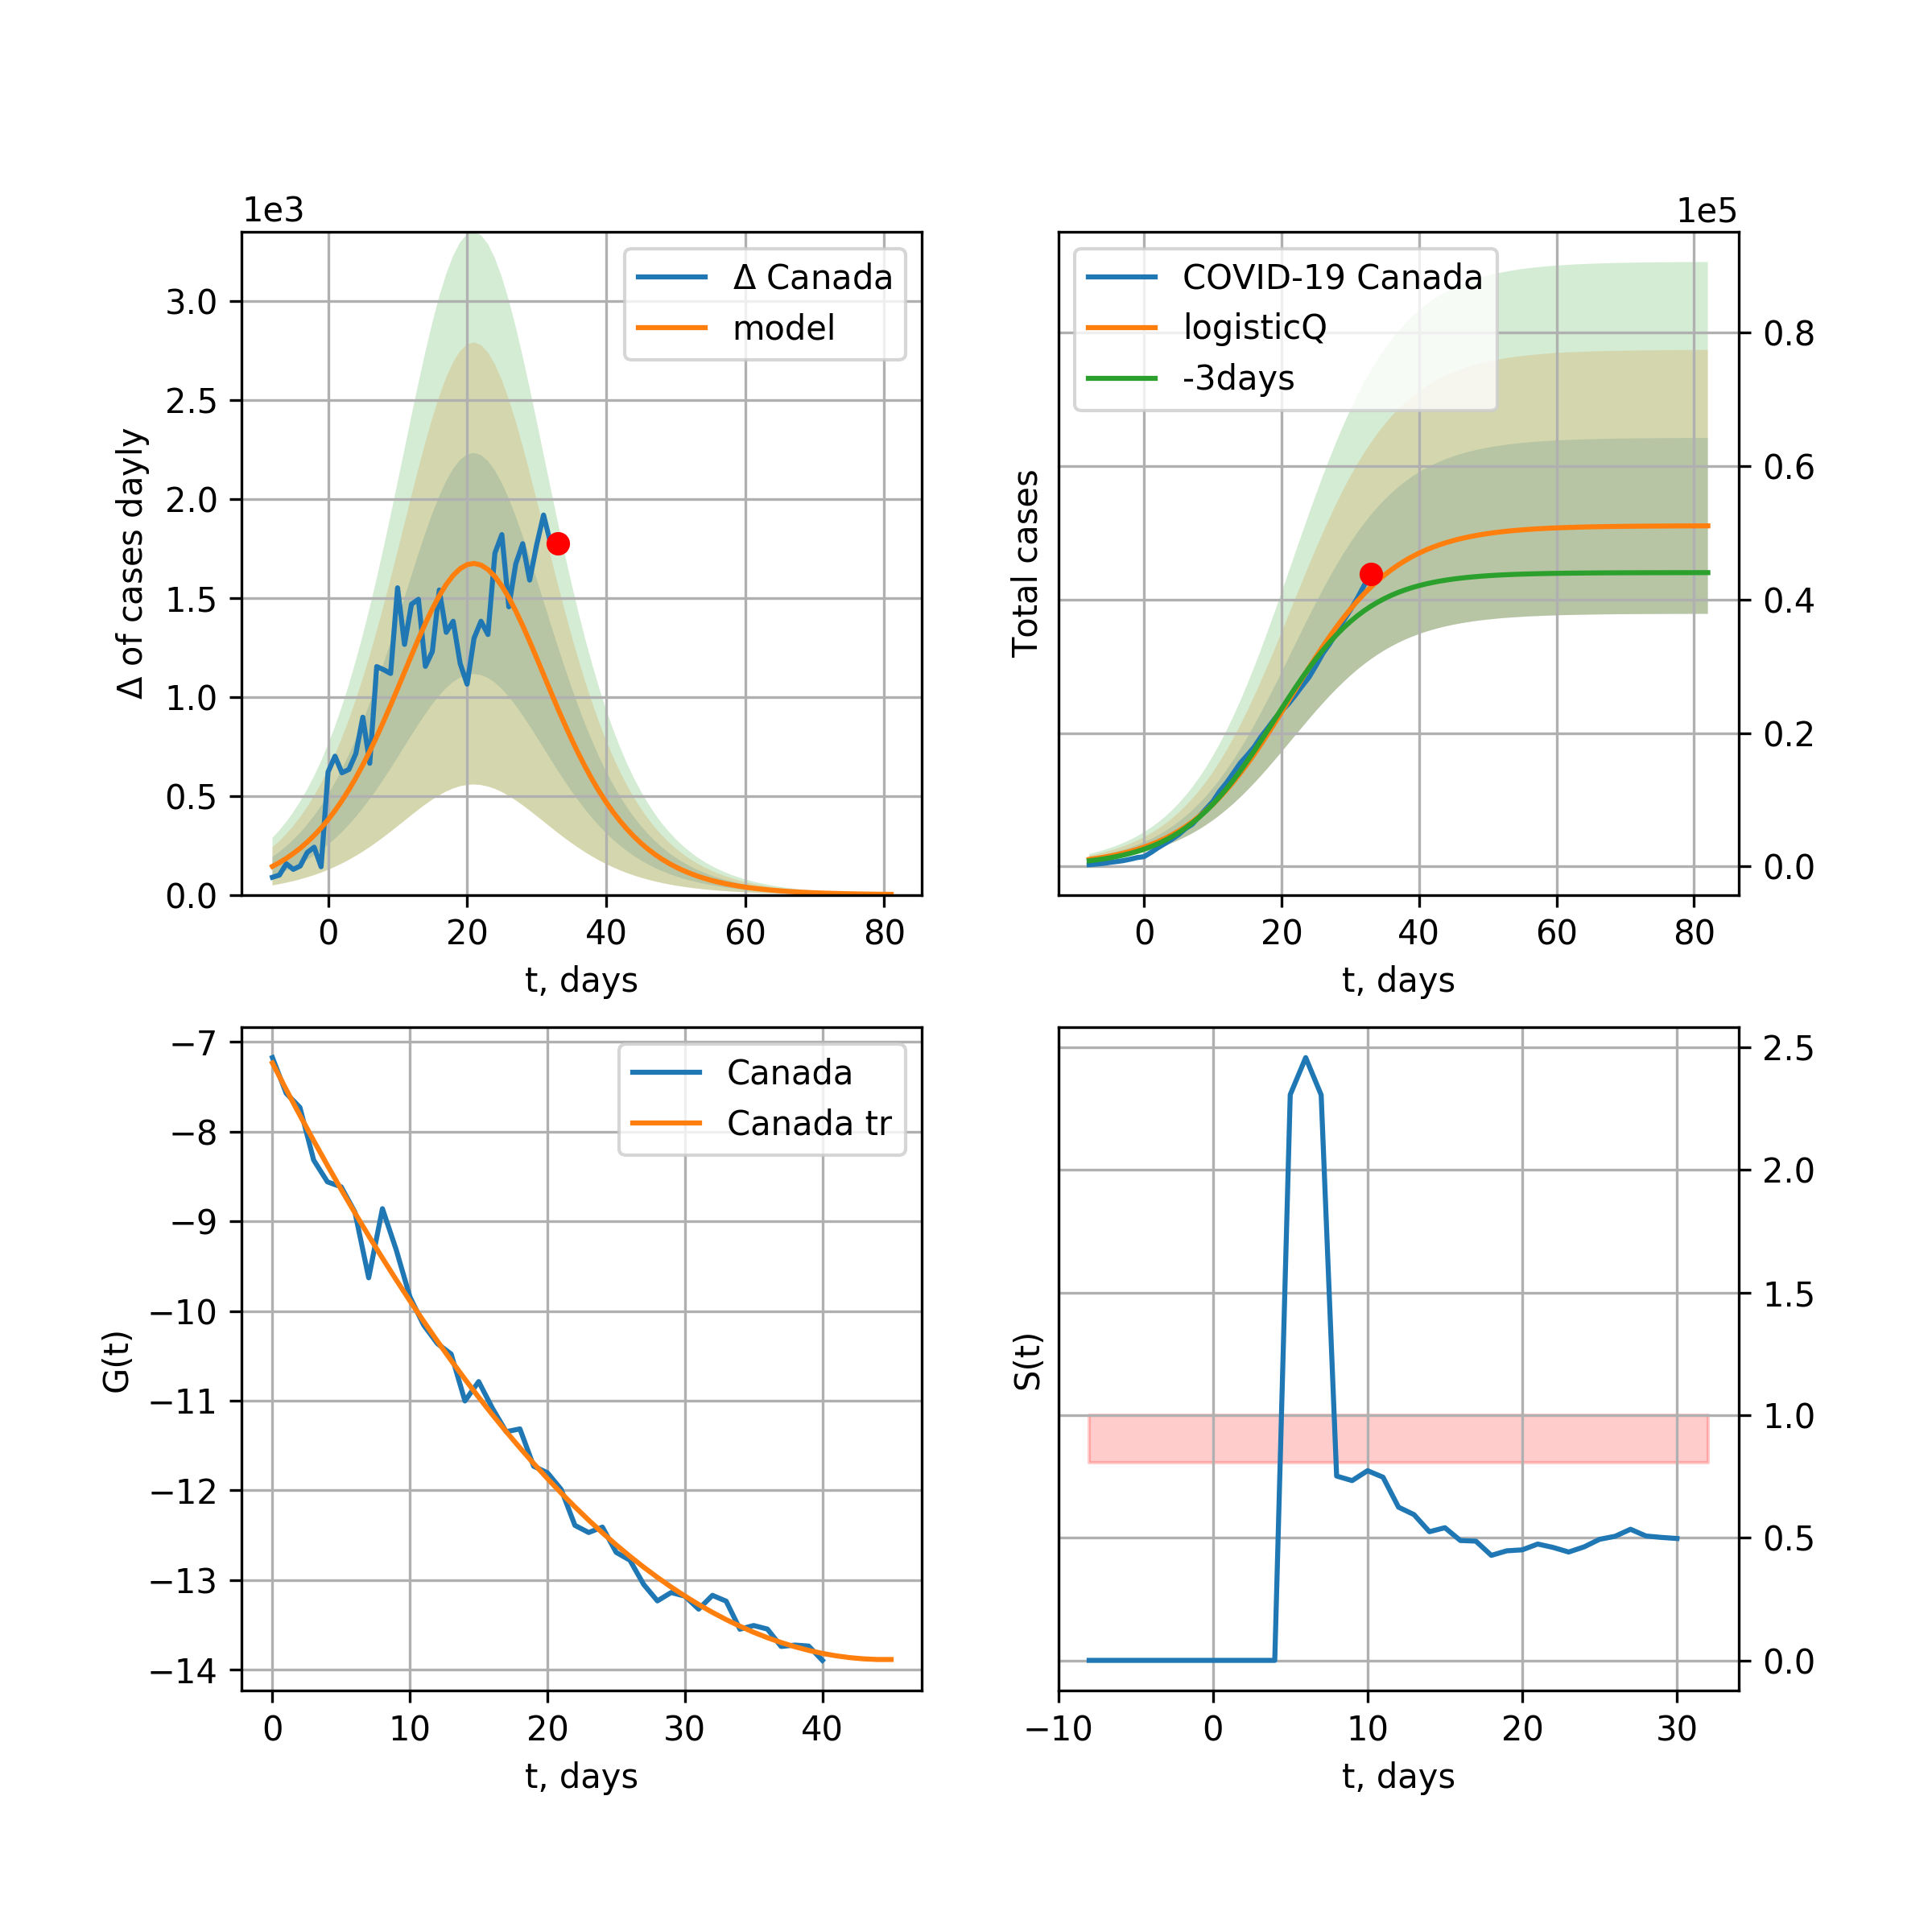 1e3
Δ of cases dayly
3.0
2.5
2.0
1.5
1.0
0.5
0.0
0 20 40 60 80
t, days
Δ Canada
model
1e5
Total cases
0.8
0.6
0.4
0.2
0.0
0 20 40 60 80
t, days
COVID-19 Canada
logisticQ
-3days
G(t)
−7
−8
−9
−10
−11
−12
−13
−14
0 10 20 30 40
t, days
Canada
Canada tr
S(t)
2.5
2.0
1.5
1.0
0.5
0.0
−10 0 10 20 30
t, days